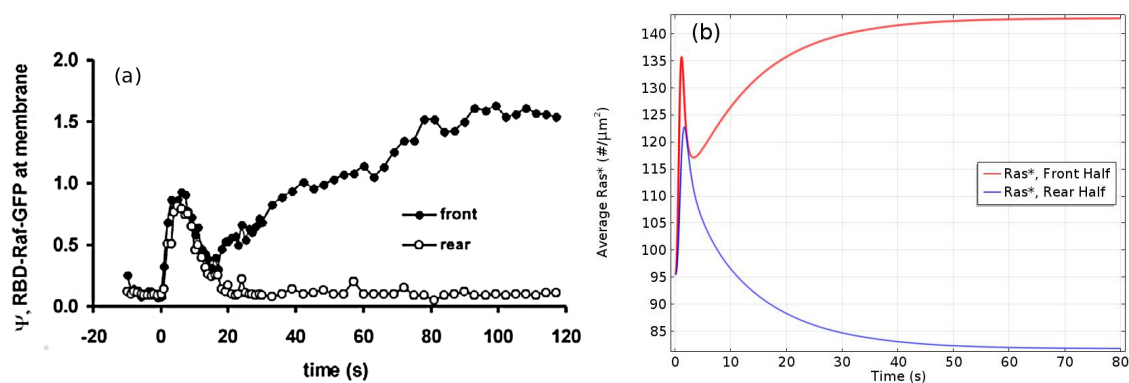 2.0
1.5
1.0
0.5
0.0
Ψ, RBD-Raf-GFP at membrane
(a)
front
rear
-20 0 20 40 60 80 100 120
time (s)
140
135
130
125
120
115
110
105
100
95
90
85
Average Ras* (#/μm²)
(b)
Ras*, Front Half
Ras*, Rear Half
0 10 20 30 40 50 60 70 80
Time (s)